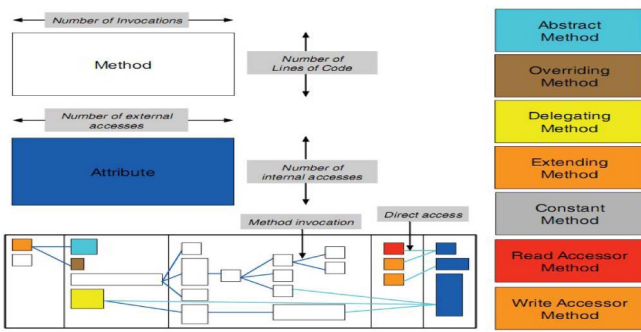 Number of Invocations
Method
Number of
Lines of Code
Number of external
accesses
Attribute
Number of
internal accesses
Method invocation
Direct access
Abstract
Method
Overriding
Method
Delegating
Method
Extending
Method
Constant
Method
Read Accessor
Method
Write Accessor
Method